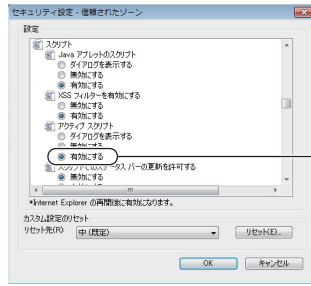 セキュリティ設定 - 信頼されたゾーン
設定
スクリプト
Java アプレットのスクリプト
ダイアログを表示する
無効にする
有効にする
XSS フィルターを有効にする
無効にする
有効にする
アクティブ スクリプト
ダイアログを表示する
無効にする
有効にする
スクリプトでのステータス バーの更新を許可する
無効にする
*Internet Explorer の再開後に有効になります。
カスタム設定のリセット
リセット先(R):
中 (既定)
リセット(E)...
OK
キャンセル